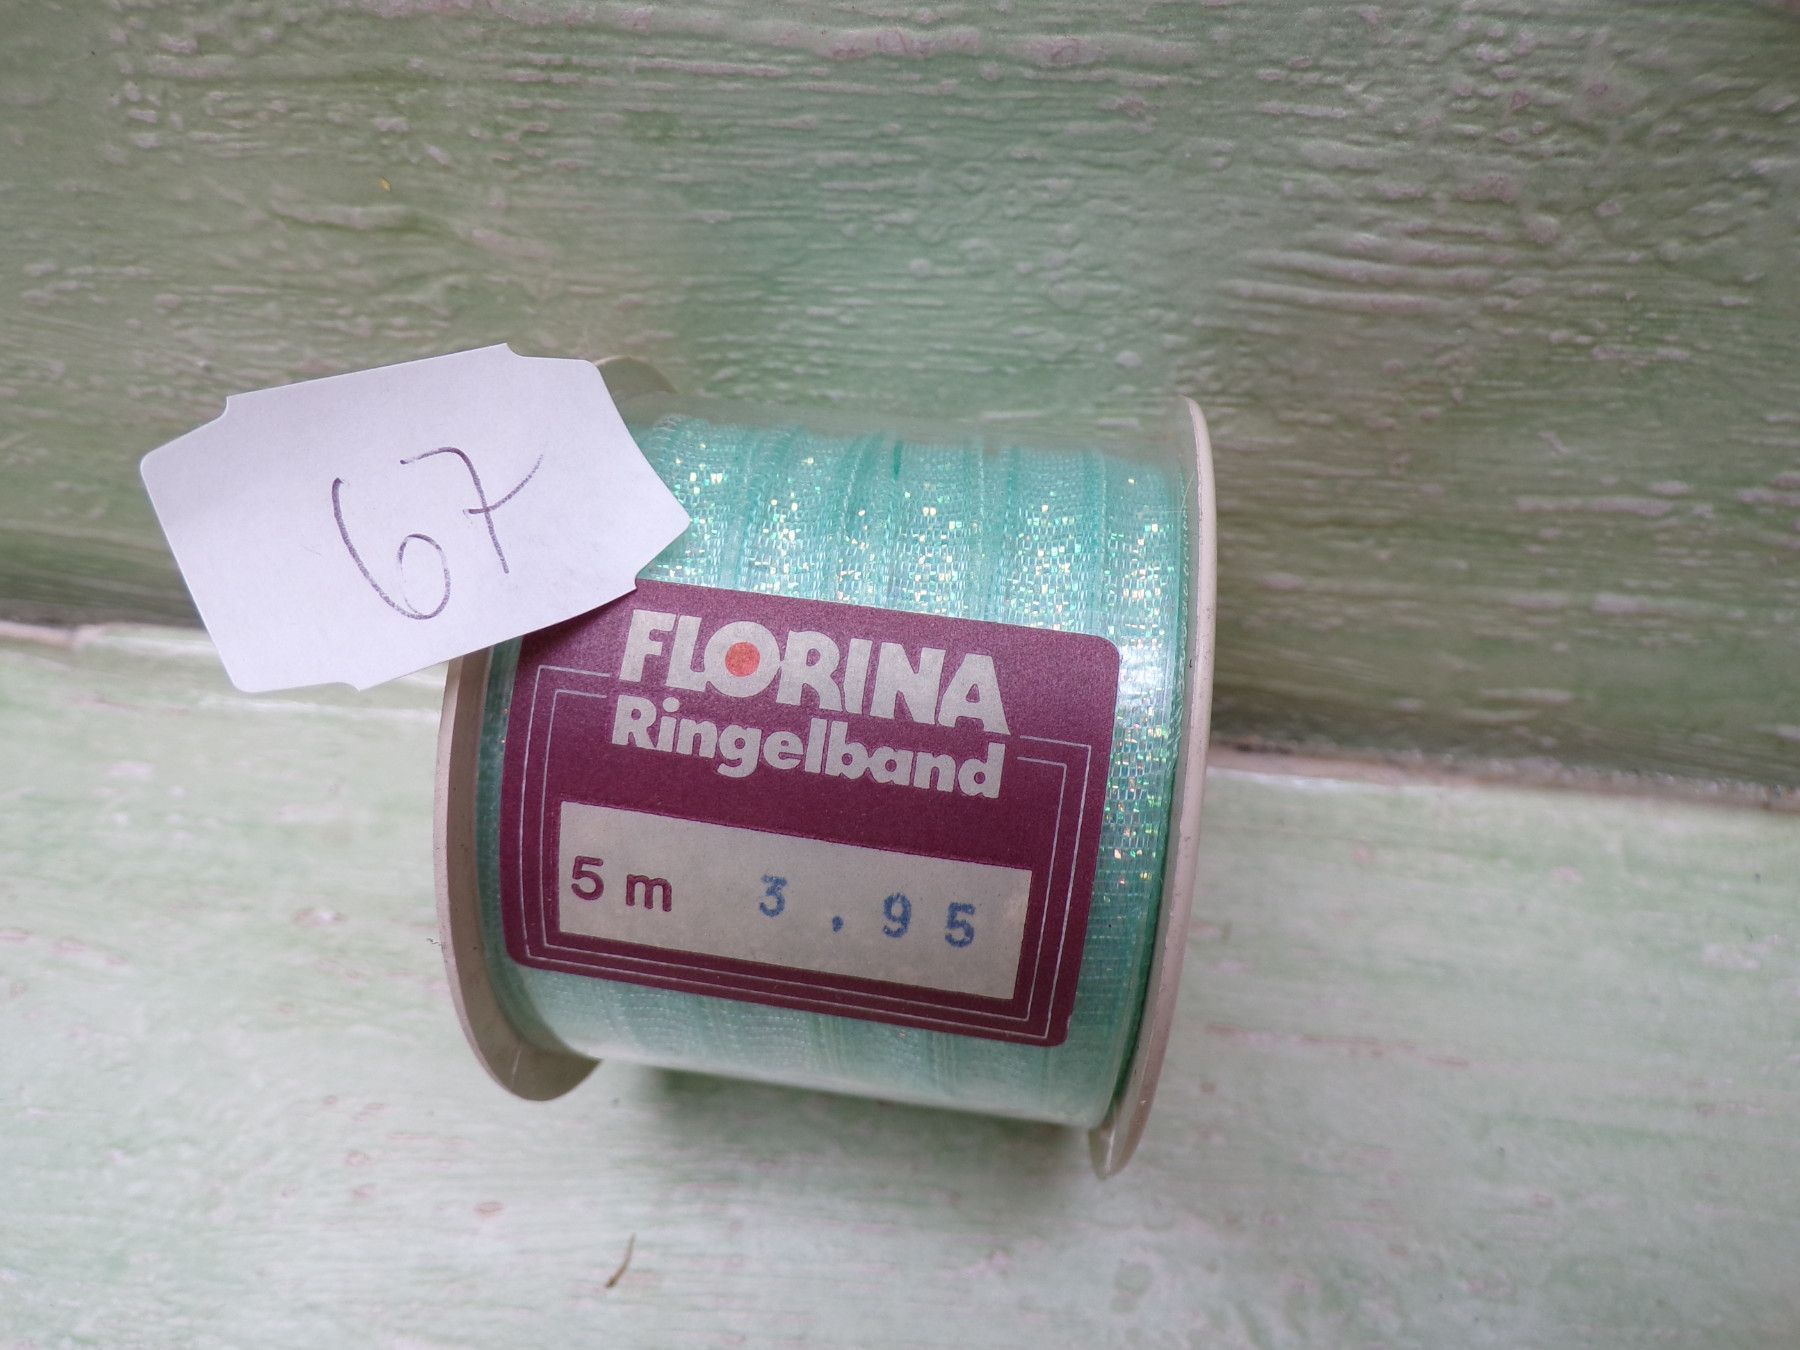 67
FLORINA
Ringelband
5 m 3,95